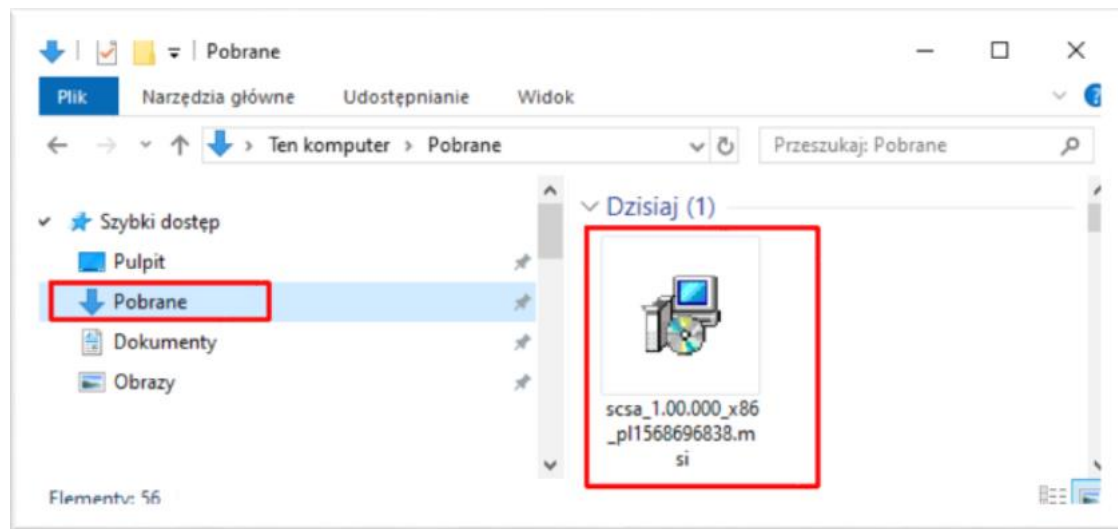 Pobrane
Plik Narzędzia główne Udostępnianie Widok
Ten komputer Pobrane Przeszukaj: Pobrane
Szybki dostęp
Pulpit
Pobrane
Dokumenty
Obrazy
Dzisiaj (1)
scsa_1.00.000_x86
_pl1568696838.m
si
Elementy: 56